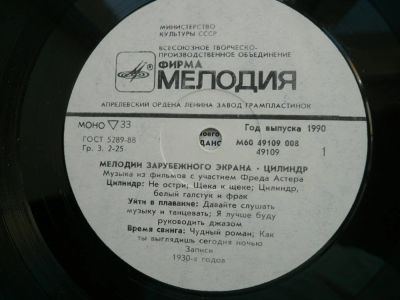 МИНИСТЕРСТВО
КУЛЬТУРЫ СССР
ВСЕСОЮЗНОЕ ТВОРЧЕСКО-
ПРОИЗВОДСТВЕННОЕ ОБЪЕДИНЕНИЕ
ФИРМА
МЕЛОДИЯ
АПРЕЛЕВСКИЙ ОРДЕНА ЛЕНИНА ЗАВОД ГРАМПЛАСТИНОК
МОНО 33
Год выпуска 1990
ГОСТ 5289-88
М60 49109 008
Гр. 3. 2-25
49109
1
МЕЛОДИИ ЗАРУБЕЖНОГО ЭКРАНА · ЦИЛИНДР
Музыка из фильмов с участием Фреда Астера
Цилиндр: Не остри; Щека к щеке; Цилиндр,
белый галстук и фрак
Уйти в плавание: Давайте слушать
музыку и танцевать; Я лучше буду
руководить джазом
Время свинга: Чудный роман; Как
ты выглядишь сегодня ночью
Записи
1930-х годов